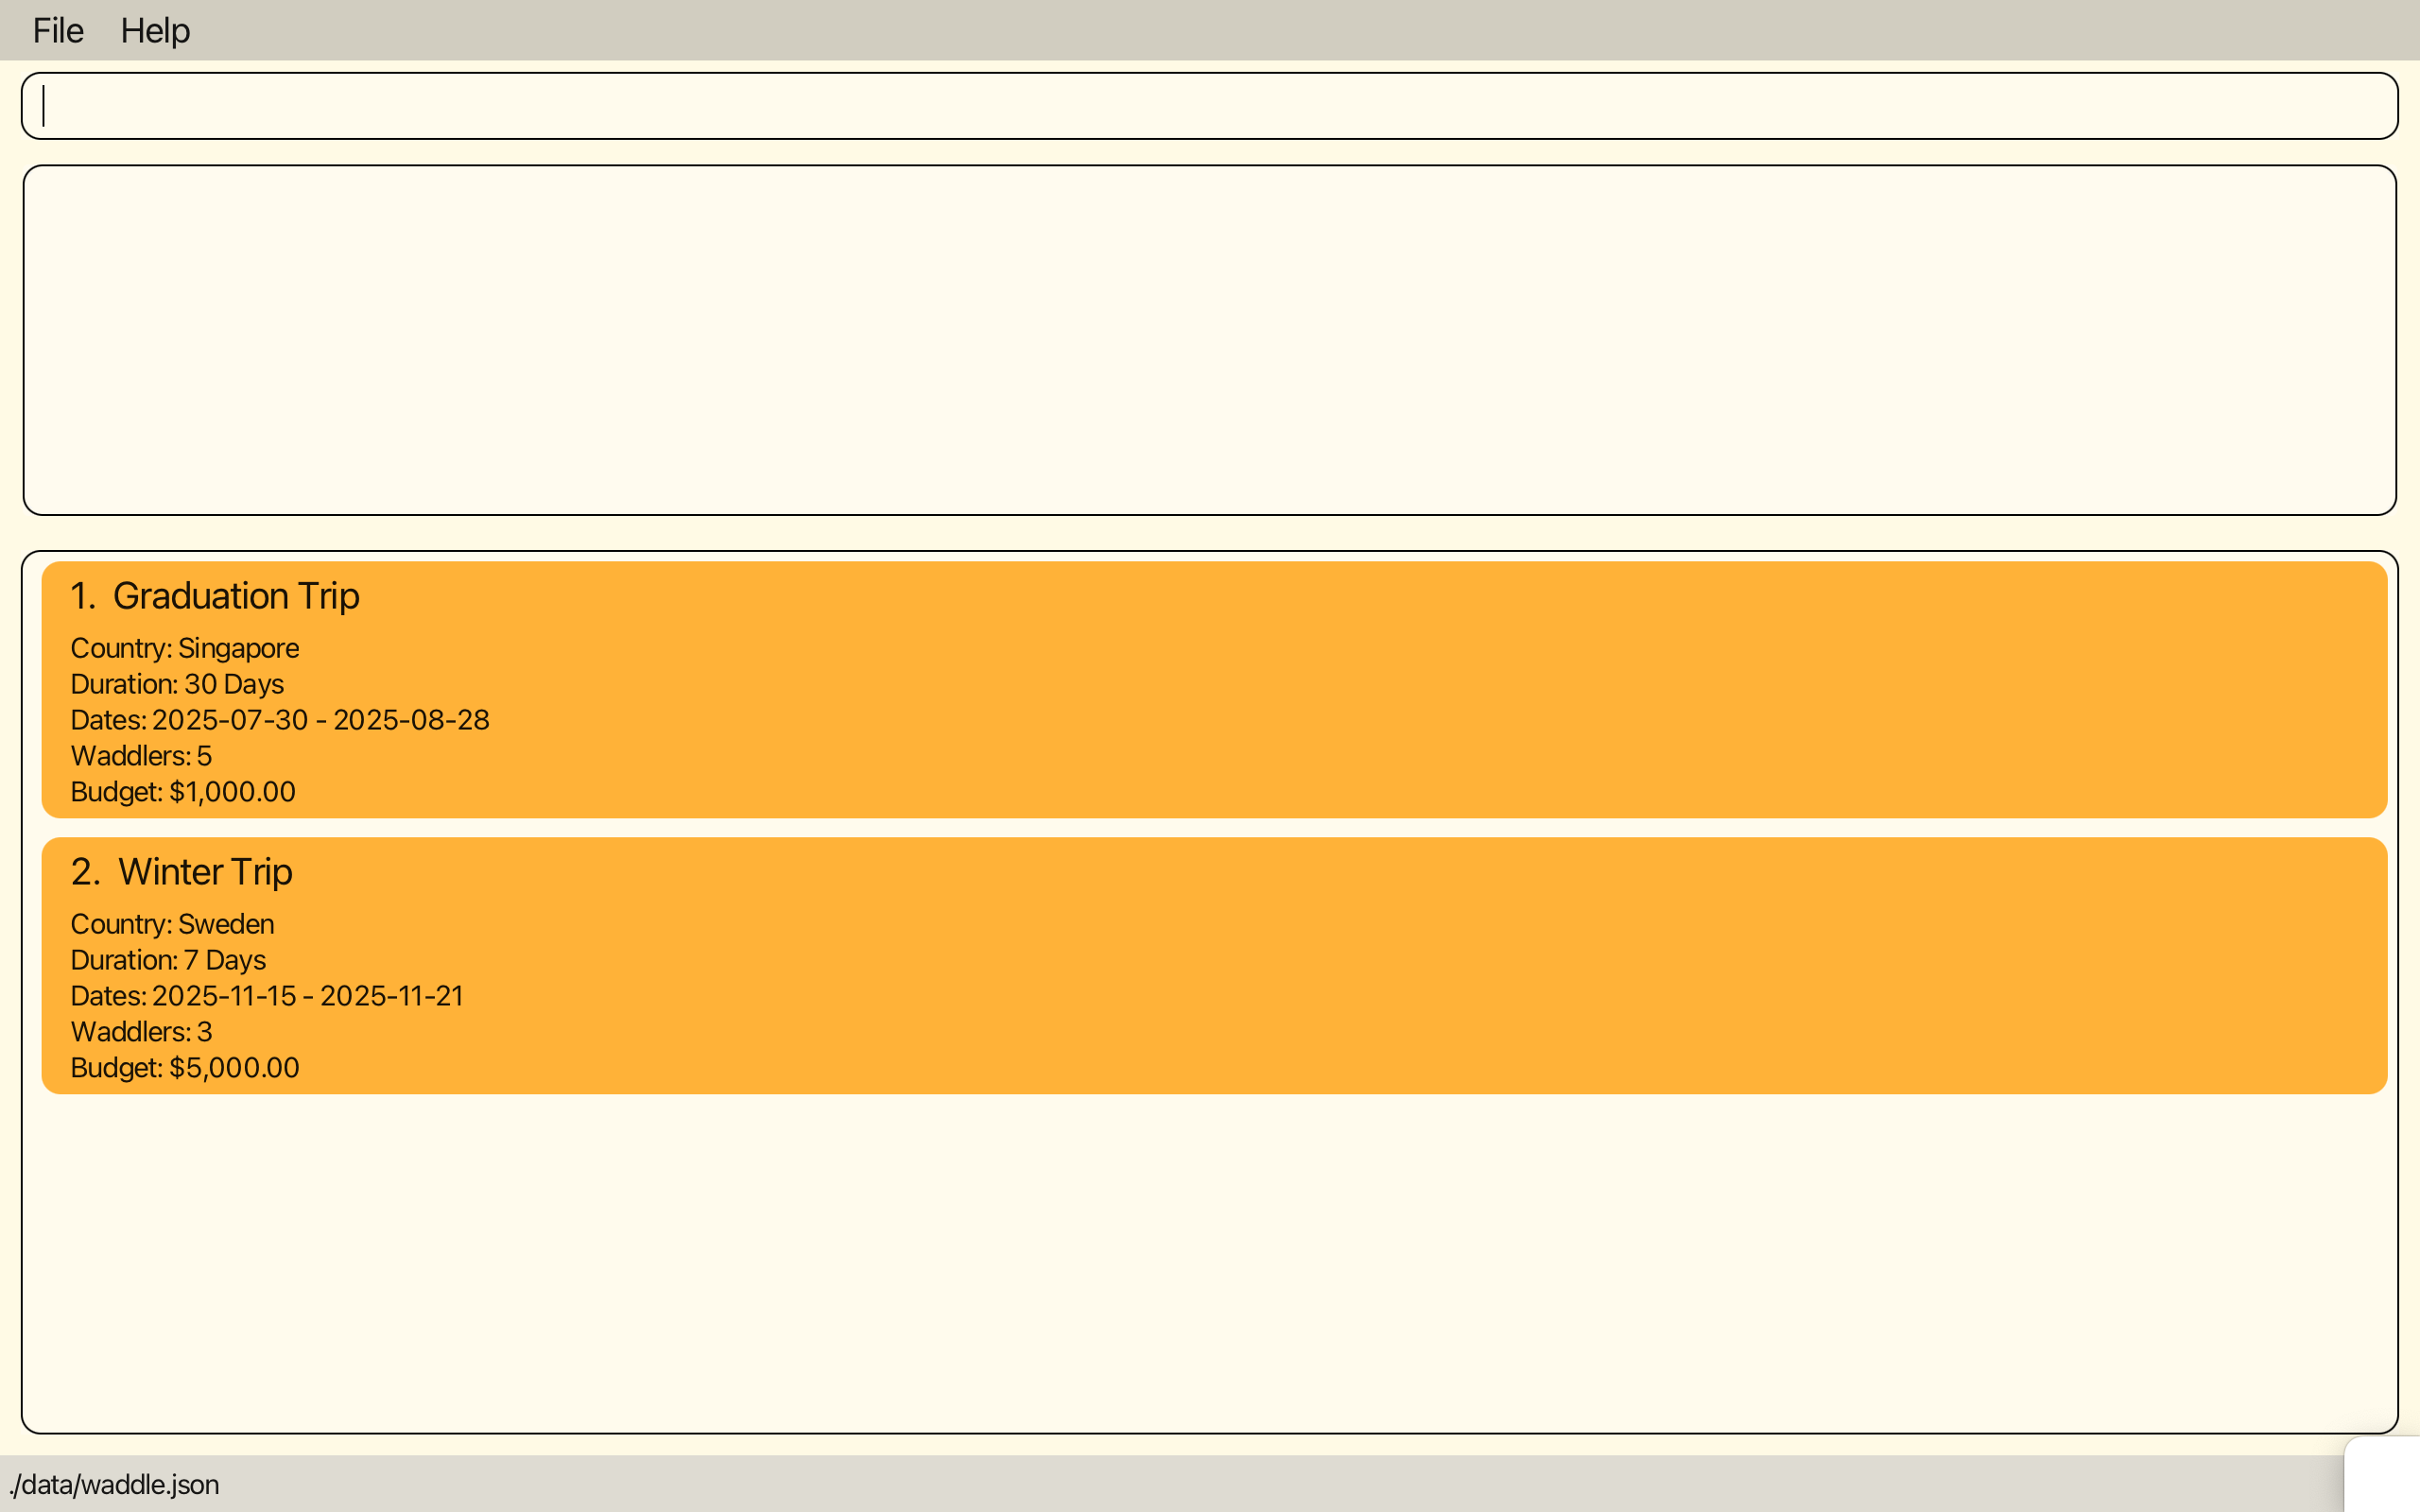 File Help
1. Graduation Trip
Country: Singapore
Duration: 30 Days
Dates: 2025-07-30 - 2025-08-28
Waddlers: 5
Budget: $1,000.00
2. Winter Trip
Country: Sweden
Duration: 7 Days
Dates: 2025-11-15 - 2025-11-21
Waddlers: 3
Budget: $5,000.00
./data/waddle.json